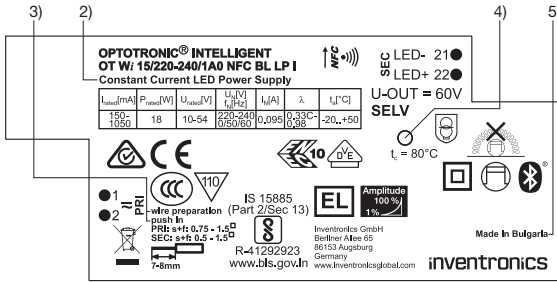 3)
2)
4)
5
OPTOTRONIC® INTELLIGENT
OT Wi 15/220-240/1A0 NFC BL LP I
Constant Current LED Power Supply
NFC
SEC
LED- 21
LED+ 22
U-OUT = 60V
SELV
Irated[mA] Prated[W] Urated[V] UN[V] fN[Hz] IN[A] λ ta[°C]
150-1050 18 10-54 220-240 0/50/60 0,095 0,33C-0,98 -20..+50
tc = 80°C
CE
10
DVE
CCC
110
1
2
PRI
wire preparation
push in
PRI: s+f: 0.75 - 1.5
SEC: s+f: 0.5 - 1.5
7-8mm
IS 15885
(Part 2/Sec 13)
R-41292923
www.bis.gov.in
EL
Amplitude
100 %
1%
Inventronics GmbH
Berliner Allee 65
86153 Augsburg
Germany
www.inventronicsglobal.com
Made in Bulgaria
inventronics